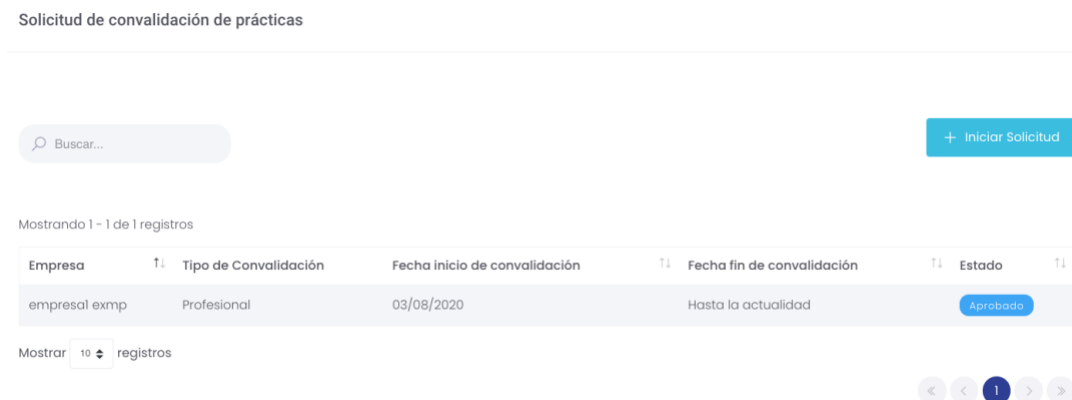 Solicitud de convalidación de prácticas
Buscar...
+ Iniciar Solicitud
Mostrando 1 - 1 de 1 registros
Empresa Tipo de Convalidación Fecha inicio de convalidación Fecha fin de convalidación Estado
empresa1 exmp Profesional 03/08/2020 Hasta la actualidad Aprobado
Mostrar 10 registros
« < 1 > »